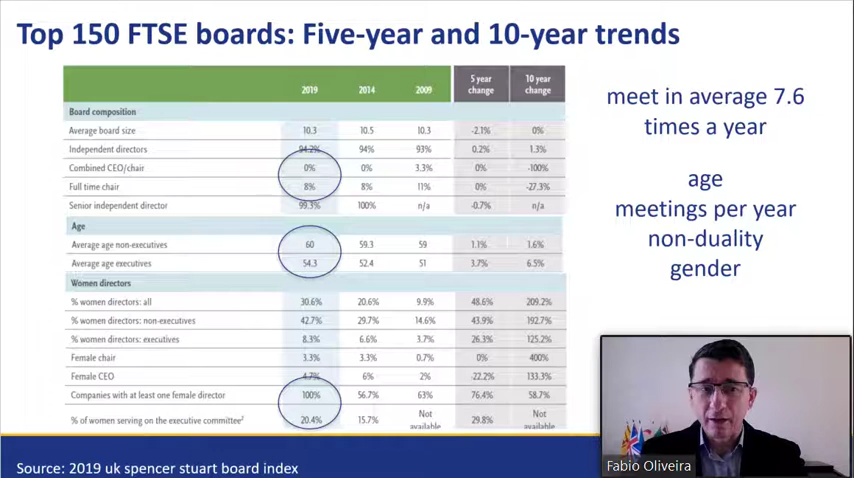 Top 150 FTSE boards: Five-year and 10-year trends
2019 2014 2009 5 year change 10 year change
Board composition
Average board size 10.3 10.5 10.3 -2.1% 0%
Independent directors 94.2% 94% 93% 0.2% 1.3%
Combined CEO/chair 0% 0% 3.3% 0% -100%
Full time chair 8% 8% 11% 0% -27.3%
Senior independent director 99.3% 100% n/a -0.7% n/a
Age
Average age non-executives 60 59.3 59 1.1% 1.6%
Average age executives 54.3 52.4 51 3.7% 6.5%
Women directors
% women directors: all 30.6% 20.6% 9.9% 48.6% 209.2%
% women directors: non-executives 42.7% 29.7% 14.6% 43.9% 192.7%
% women directors: executives 8.3% 6.6% 3.7% 26.3% 125.2%
Female chair 3.3% 3.3% 0.7% 0% 400%
Female CEO 4.7% 6% 2% -22.2% 133.3%
Companies with at least one female director 100% 56.7% 63% 76.4% 58.7%
% of women serving on the executive committee² 20.4% 15.7% Not available 29.8% Not available
meet in average 7.6
times a year
age
meetings per year
non-duality
gender
Fabio Oliveira
Source: 2019 uk spencer stuart board index